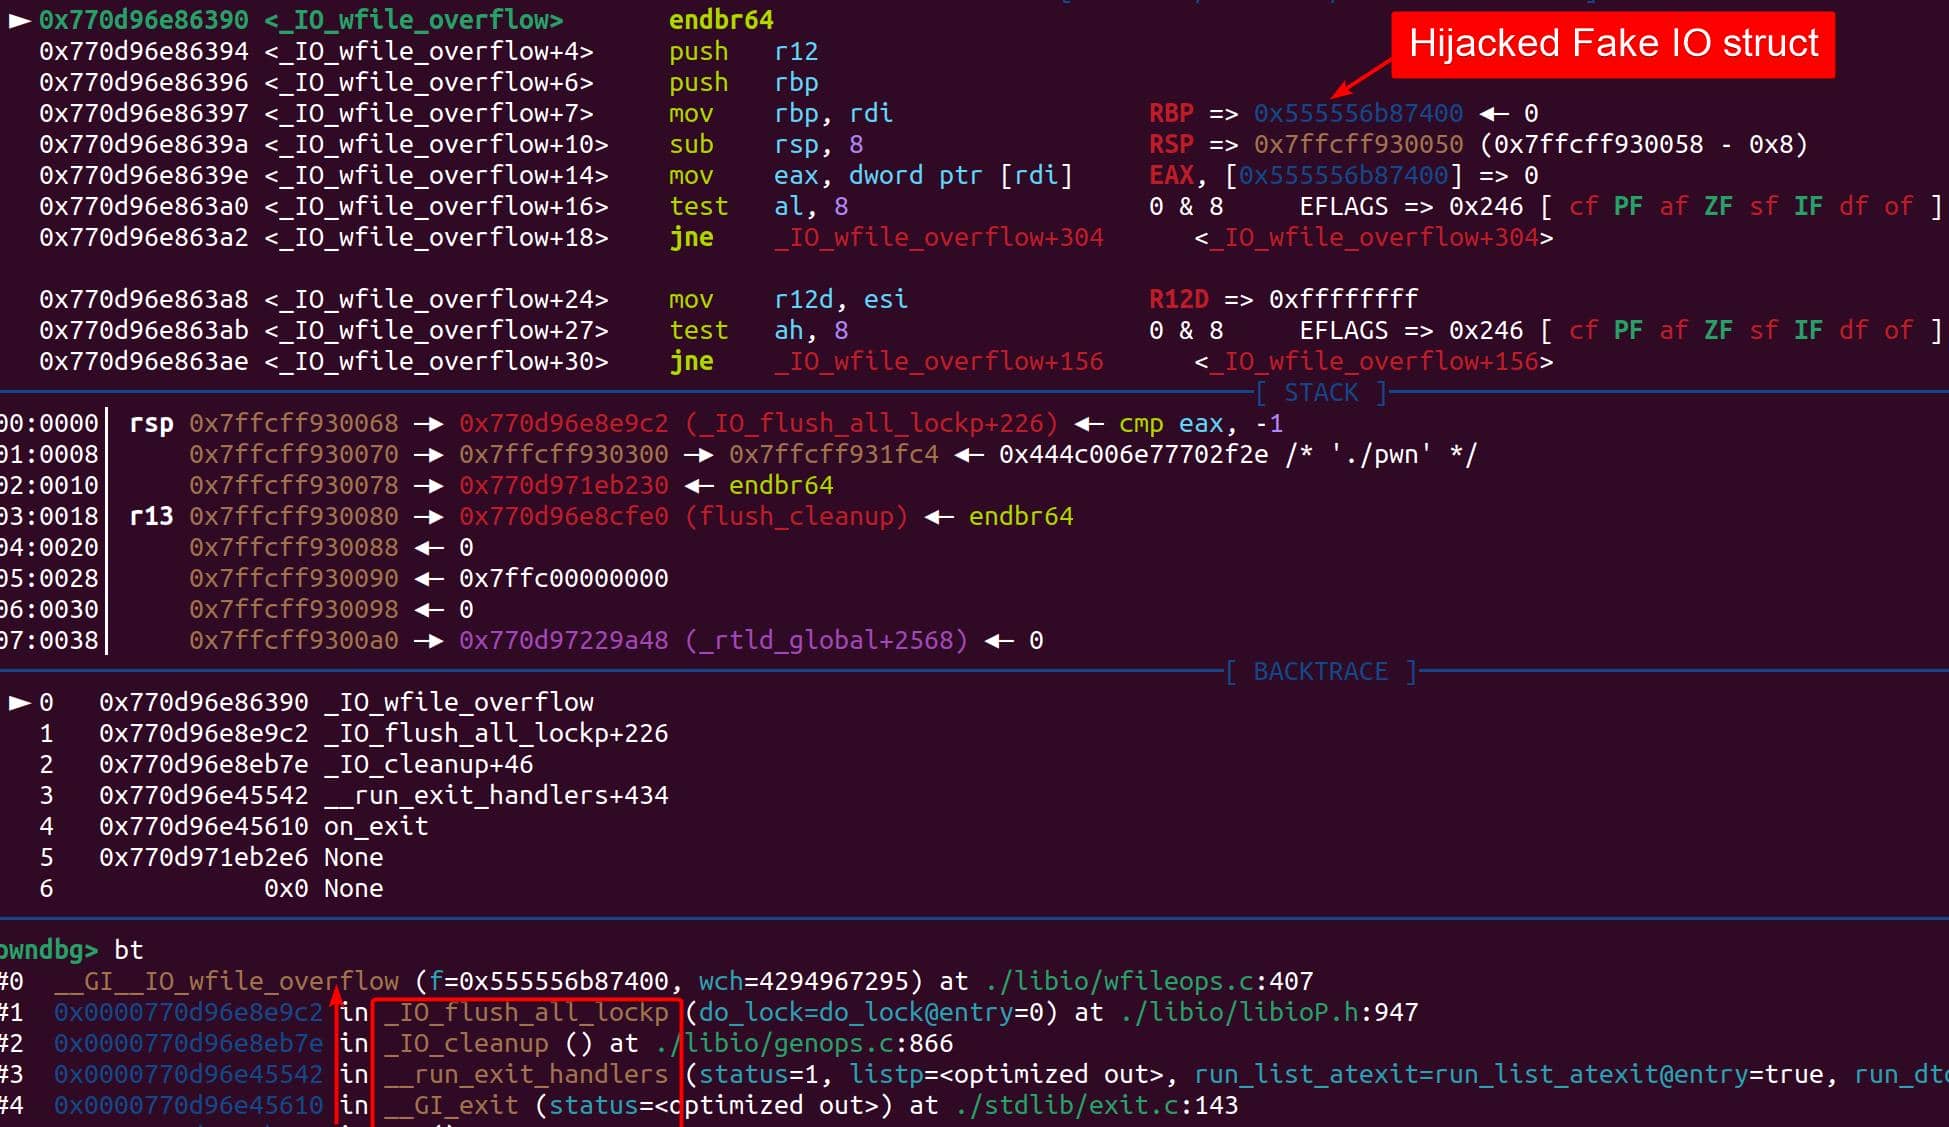 ► 0x770d96e86390 <_IO_wfile_overflow> endbr64
Hijacked Fake IO struct
0x770d96e86394 <_IO_wfile_overflow+4> push r12
0x770d96e86396 <_IO_wfile_overflow+6> push rbp
0x770d96e86397 <_IO_wfile_overflow+7> mov rbp, rdi RBP => 0x555556b87400 ◂— 0
0x770d96e8639a <_IO_wfile_overflow+10> sub rsp, 8 RSP => 0x7ffcff930050 (0x7ffcff930058 - 0x8)
0x770d96e8639e <_IO_wfile_overflow+14> mov eax, dword ptr [rdi] EAX, [0x555556b87400] => 0
0x770d96e863a0 <_IO_wfile_overflow+16> test al, 8 0 & 8 EFLAGS => 0x246 [ cf PF af ZF sf IF df of ]
0x770d96e863a2 <_IO_wfile_overflow+18> jne _IO_wfile_overflow+304 <_IO_wfile_overflow+304>
0x770d96e863a8 <_IO_wfile_overflow+24> mov r12d, esi R12D => 0xffffffff
0x770d96e863ab <_IO_wfile_overflow+27> test ah, 8 0 & 8 EFLAGS => 0x246 [ cf PF af ZF sf IF df of ]
0x770d96e863ae <_IO_wfile_overflow+30> jne _IO_wfile_overflow+156 <_IO_wfile_overflow+156>
[ STACK ]
00:0000│ rsp 0x7ffcff930068 —▸ 0x770d96e8e9c2 (_IO_flush_all_lockp+226) ◂— cmp eax, -1
01:0008│ 0x7ffcff930070 —▸ 0x7ffcff930300 —▸ 0x7ffcff931fc4 ◂— 0x444c006e77702f2e /* './pwn' */
02:0010│ 0x7ffcff930078 —▸ 0x770d971eb230 ◂— endbr64
03:0018│ r13 0x7ffcff930080 —▸ 0x770d96e8cfe0 (flush_cleanup) ◂— endbr64
04:0020│ 0x7ffcff930088 ◂— 0
05:0028│ 0x7ffcff930090 ◂— 0x7ffc00000000
06:0030│ 0x7ffcff930098 ◂— 0
07:0038│ 0x7ffcff9300a0 —▸ 0x770d97229a48 (_rtld_global+2568) ◂— 0
[ BACKTRACE ]
► 0 0x770d96e86390 _IO_wfile_overflow
1 0x770d96e8e9c2 _IO_flush_all_lockp+226
2 0x770d96e8eb7e _IO_cleanup+46
3 0x770d96e45542 __run_exit_handlers+434
4 0x770d96e45610 on_exit
5 0x770d971eb2e6 None
6 0x0 None
pwndbg> bt
#0 __GI__IO_wfile_overflow (f=0x555556b87400, wch=4294967295) at ./libio/wfileops.c:407
#1 0x0000770d96e8e9c2 in _IO_flush_all_lockp (do_lock=do_lock@entry=0) at ./libio/libioP.h:947
#2 0x0000770d96e8eb7e in _IO_cleanup () at ./libio/genops.c:866
#3 0x0000770d96e45542 in __run_exit_handlers (status=1, listp=<optimized out>, run_list_atexit=run_list_atexit@entry=true, run_dto
#4 0x0000770d96e45610 in __GI_exit (status=<optimized out>) at ./stdlib/exit.c:143